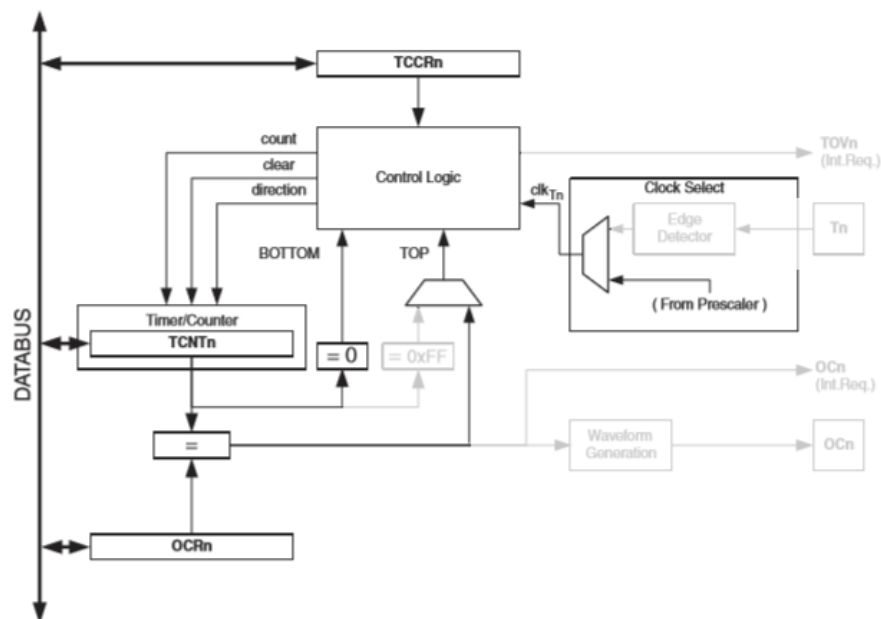 TCCRn
count
clear
direction
Control Logic
TOVn
(Int.Req.)
clkTn
Clock Select
Edge
Detector
Tn
BOTTOM
TOP
( From Prescaler )
Timer/Counter
TCNTn
= 0
= 0xFF
DATABUS
OCn
(Int.Req.)
=
Waveform
Generation
OCn
OCRn